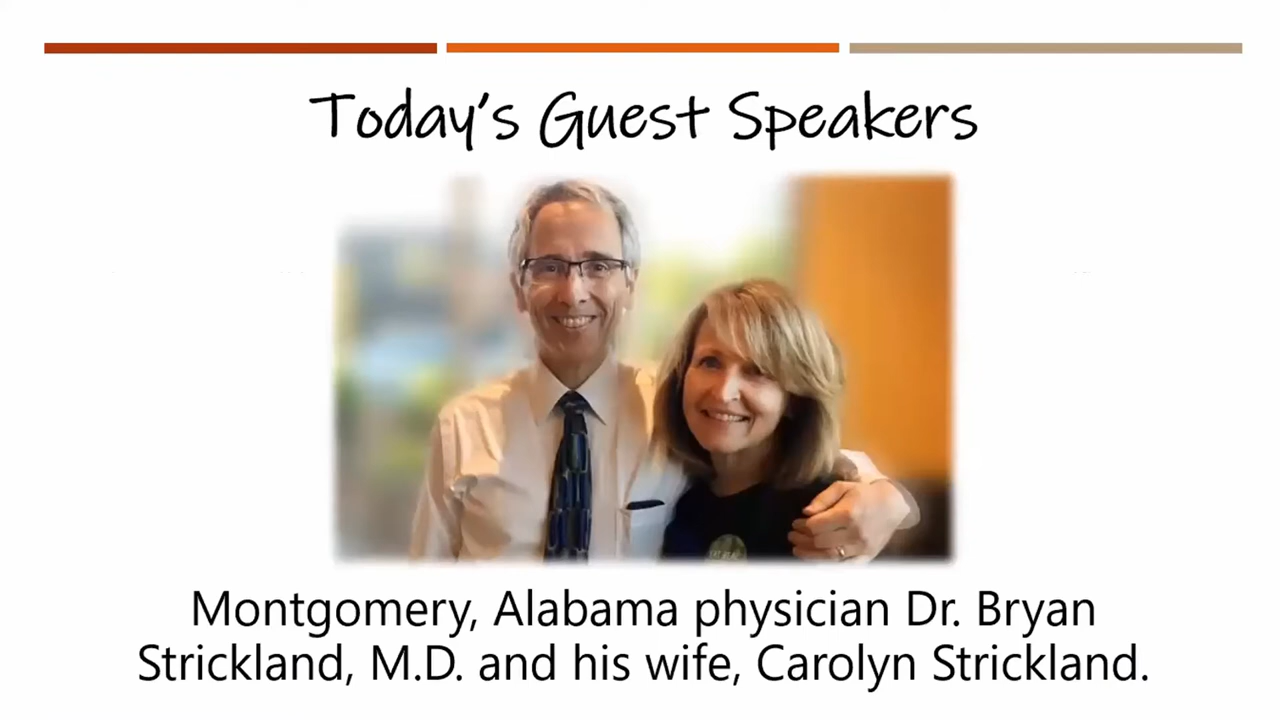 Today's Guest Speakers
Montgomery, Alabama physician Dr. Bryan
Strickland, M.D. and his wife, Carolyn Strickland.